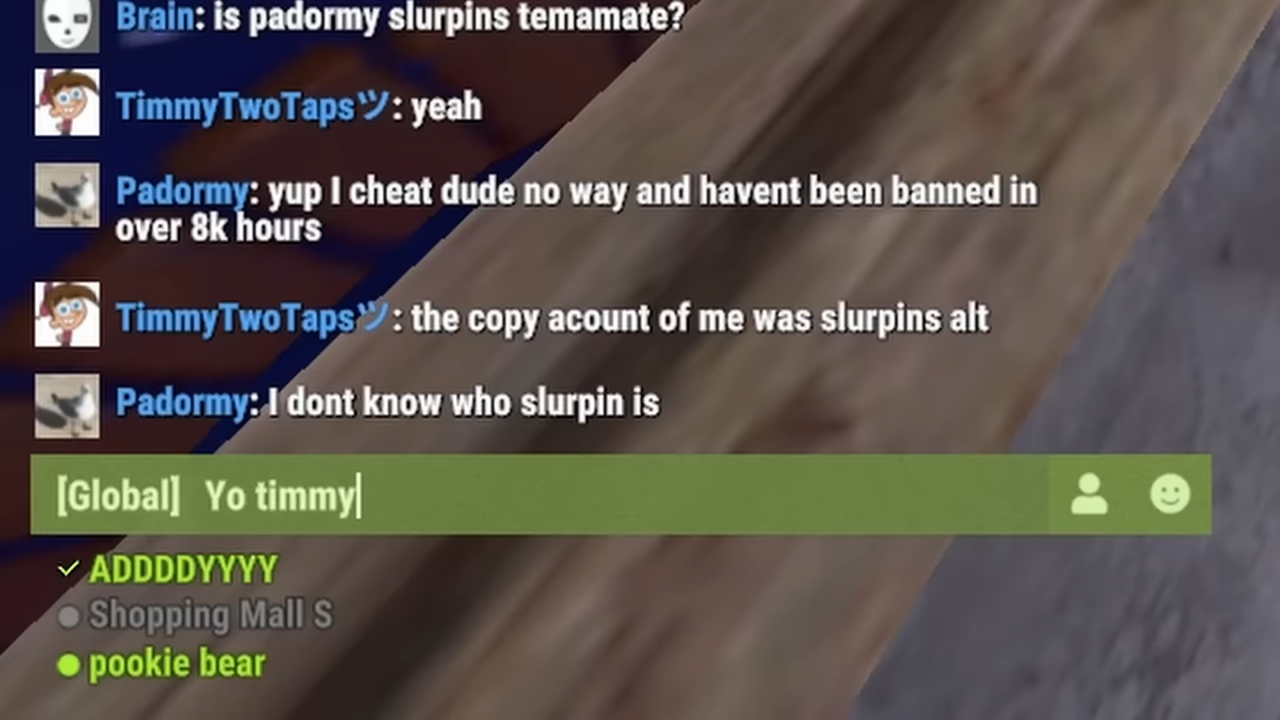 Brain: is padormy slurpins temamate?
TimmyTwoTapsツ: yeah
Padormy: yup I cheat dude no way and havent been banned in
over 8k hours
TimmyTwoTapsツ: the copy acount of me was slurpins alt
Padormy: I dont know who slurpin is
[Global] Yo timmy
ADDDDYYYY
Shopping Mall S
pookie bear